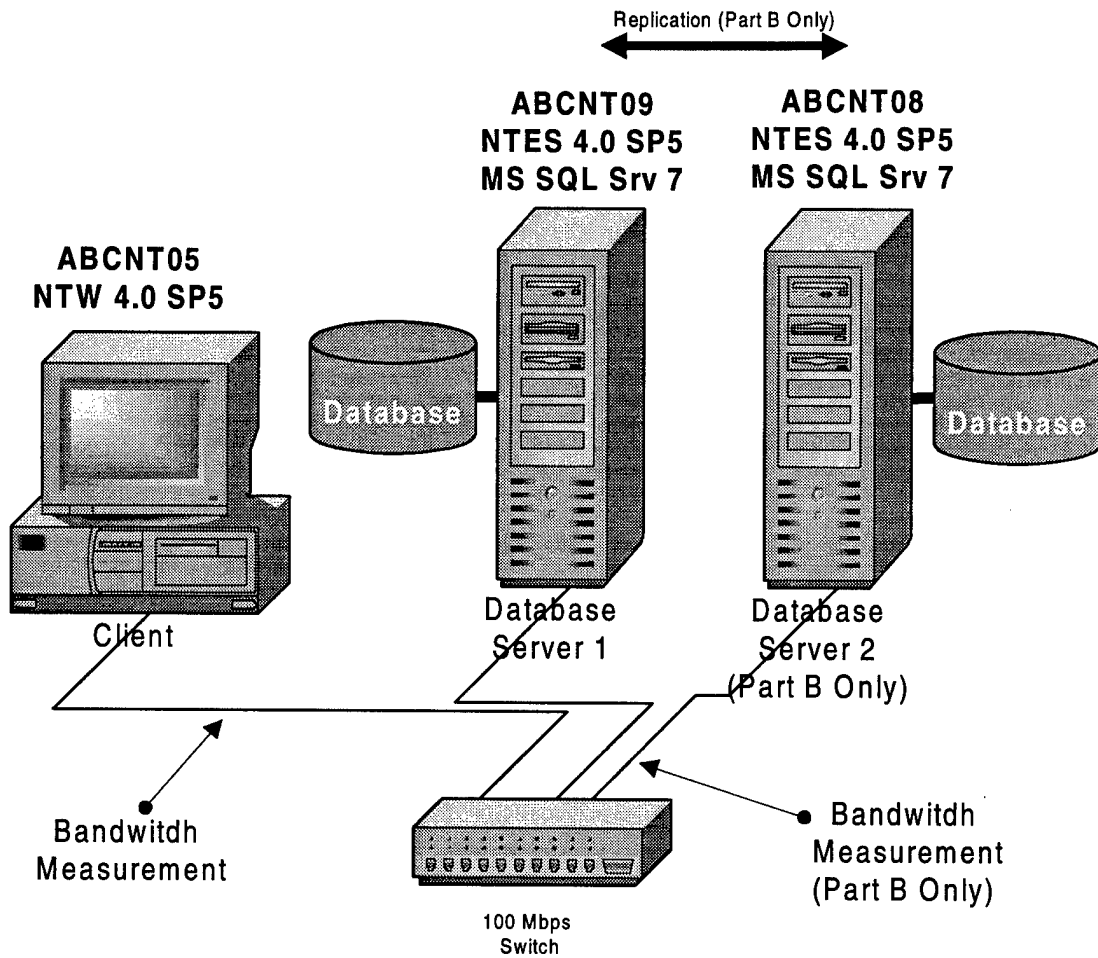 Replication (Part B Only)
ABCNT09
NTES 4.0 SP5
MS SQL Srv 7
ABCNT08
NTES 4.0 SP5
MS SQL Srv 7
ABCNT05
NTW 4.0 SP5
Database
Database
Client
Database
Server 1
Database
Server 2
(Part B Only)
Bandwitdh
Measurement
Bandwitdh
Measurement
(Part B Only)
100 Mbps
Switch